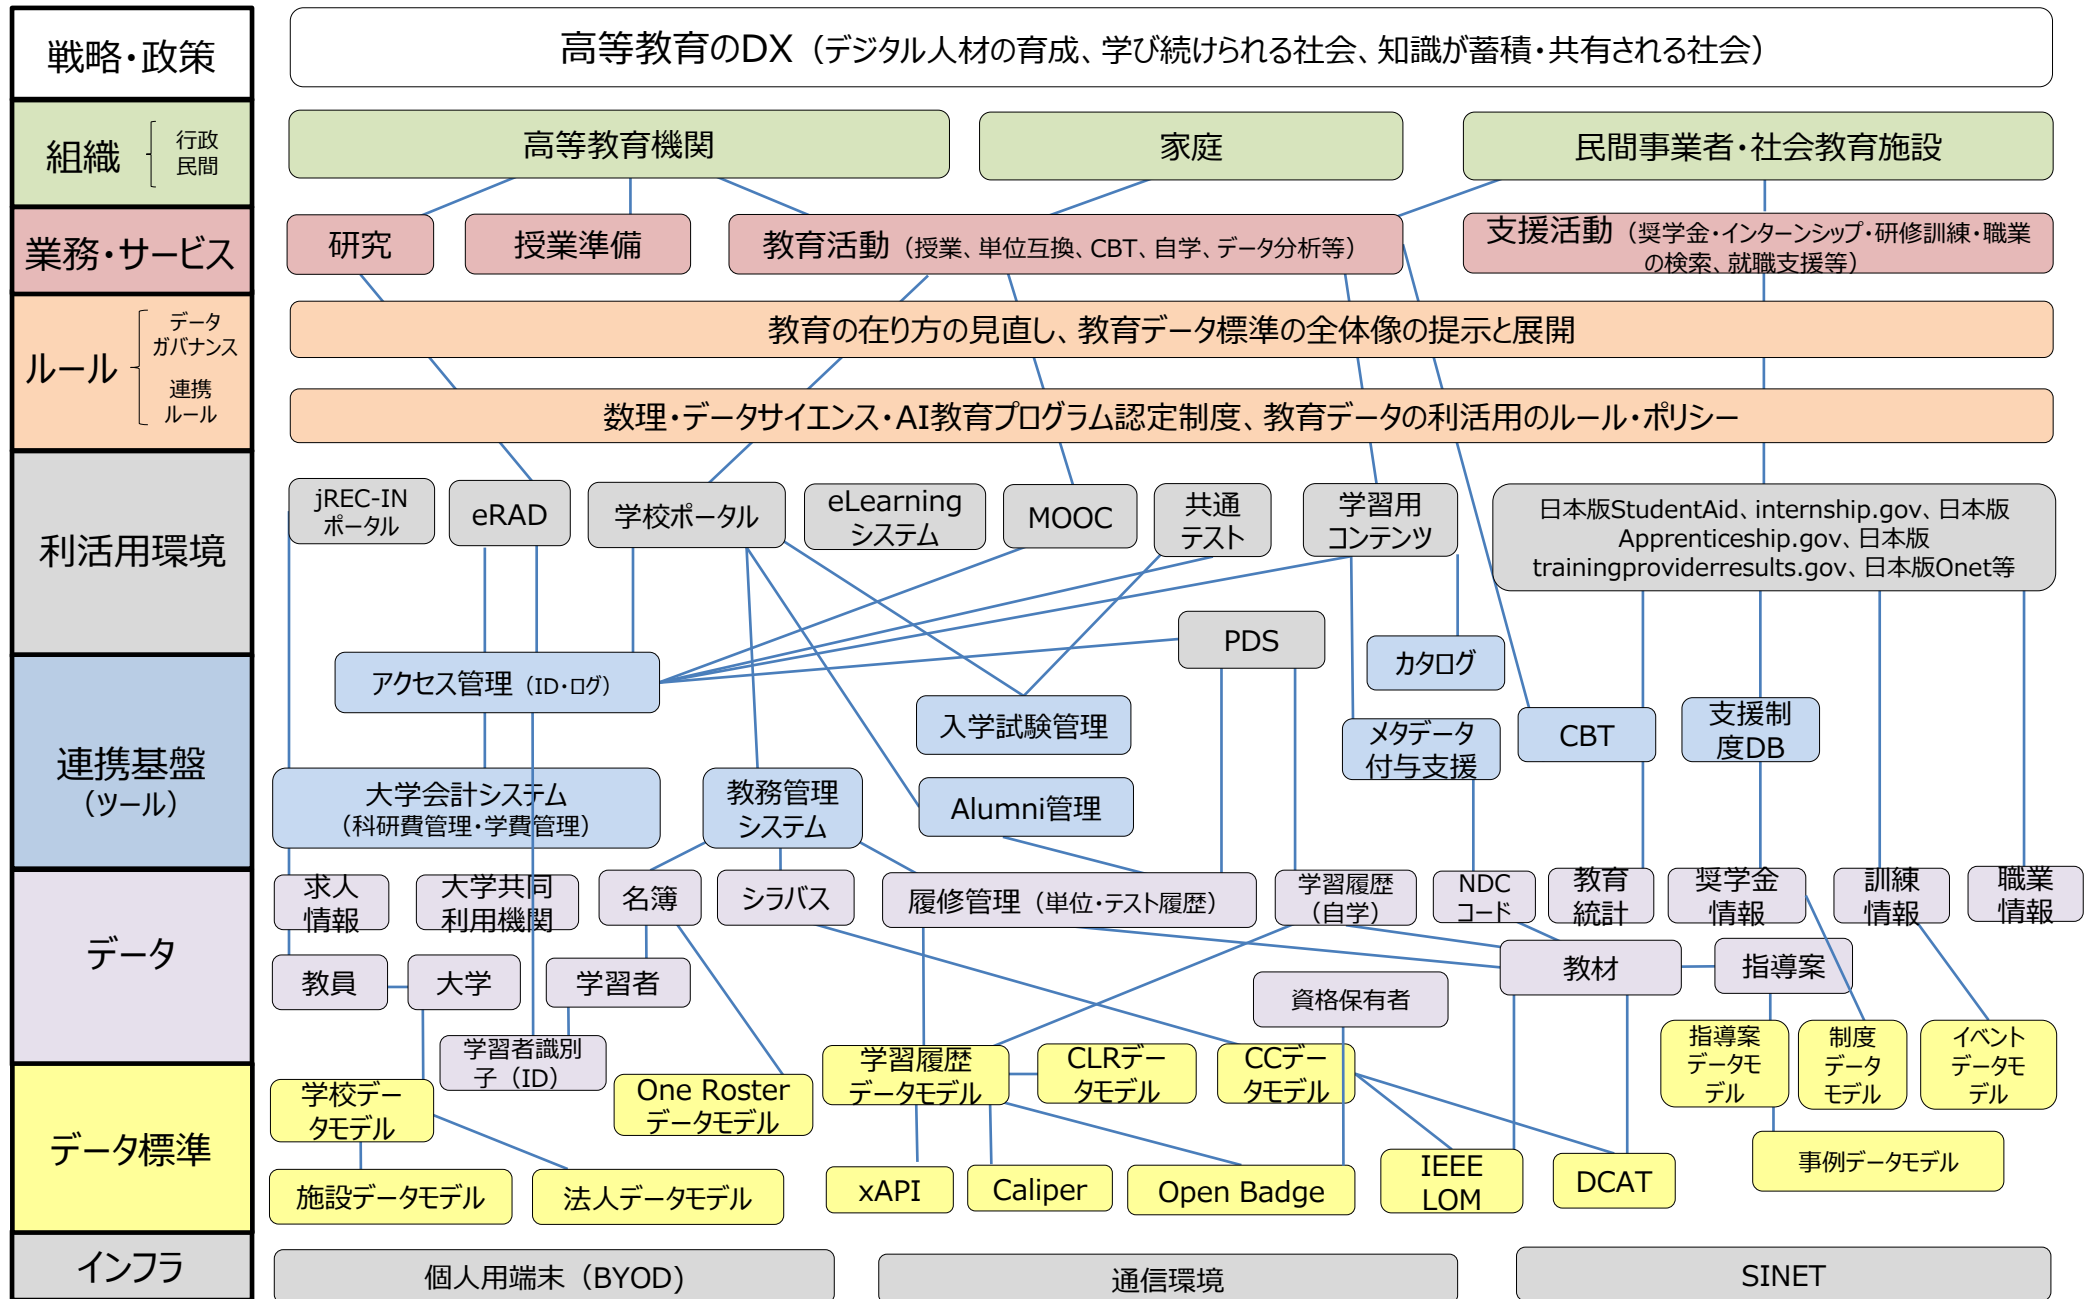 戦略・政策
高等教育のDX（デジタル人材の育成、学び続けられる社会、知識が蓄積・共有される社会）
組織
行政
民間
高等教育機関
家庭
民間事業者・社会教育施設
業務・サービス
研究
授業準備
教育活動（授業、単位互換、CBT、自学、データ分析等）
支援活動（奨学金・インターンシップ・研修訓練・職業
の検索、就職支援等）
ルール
データ
ガバナンス
連携
ルール
教育の在り方の見直し、教育データ標準の全体像の提示と展開
数理・データサイエンス・AI教育プログラム認定制度、教育データの利活用のルール・ポリシー
利活用環境
jREC-IN
ポータル
eRAD
学校ポータル
eLearning
システム
MOOC
共通
テスト
学習用
コンテンツ
日本版StudentAid、internship.gov、日本版
Apprenticeship.gov、日本版
trainingproviderresults.gov、日本版Onet等
PDS
連携基盤
（ツール）
アクセス管理（ID・ログ）
カタログ
入学試験管理
メタデータ
付与支援
CBT
支援制
度DB
大学会計システム
（科研費管理・学費管理）
教務管理
システム
Alumni管理
データ
求人
情報
大学共同
利用機関
名簿
シラバス
履修管理（単位・テスト履歴）
学習履歴
（自学）
NDC
コード
教育
統計
奨学金
情報
訓練
情報
職業
情報
教員
大学
学習者
教材
指導案
資格保有者
学習者識別
子（ID）
データ標準
学校デー
タモデル
One Roster
データモデル
学習履歴
データモデル
CLRデー
タモデル
CCデー
タモデル
指導案
データモ
デル
制度
データ
モデル
イベント
データモ
デル
施設データモデル
法人データモデル
xAPI
Caliper
Open Badge
IEEE
LOM
DCAT
事例データモデル
インフラ
個人用端末（BYOD)
通信環境
SINET